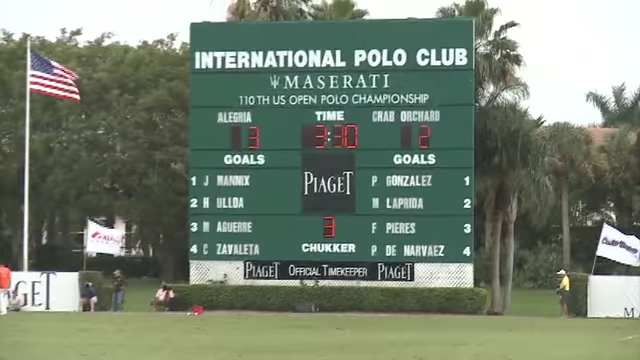 INTERNATIONAL POLO CLUB
MASERATI
110TH US OPEN POLO CHAMPIONSHIP
ALEGRIA TIME CRAB ORCHARD
3 3:30 2
GOALS GOALS
PIAGET
1 J MANNIX P GONZALEZ 1
2 H ULLOA M LAPRIDA 2
3 M AGUERRE 3 F PIERES 3
4 C ZAVALETA CHUKKER P DE NARVAEZ 4
PIAGET OFFICIAL TIMEKEEPER PIAGET
GET
M